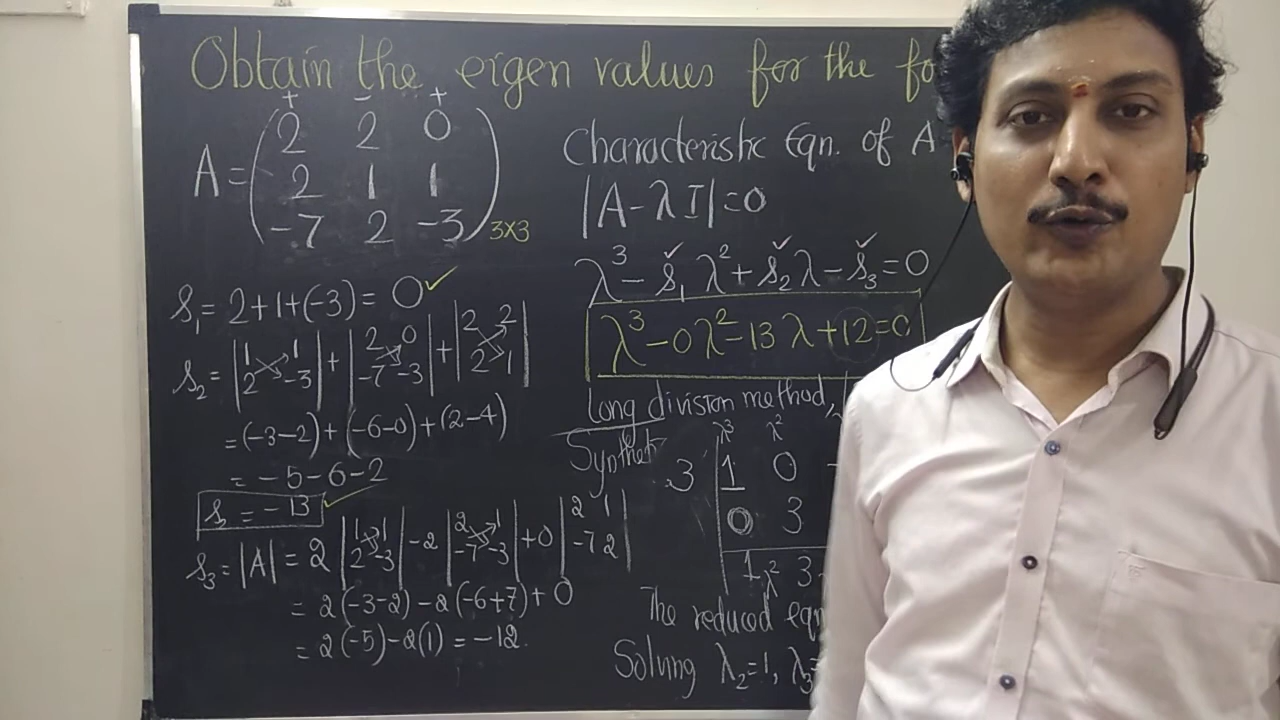 Obtain the eigen values for the
+ - +
A = (2 2 0
2 1 1
-7 2 -3) 3x3
S₁ = 2+1+(-3) = 0 ✓
S₂ = |1 1| + |2 0| + |2 2|
|2 -3| |-7 -3| |2 1|
= (-3-2) + (-6-0) + (2-4)
= -5-6-2
S₂ = -13 ✓
S₃ = |A| = 2 |1 1| -2 |2 1| +0 |2 1|
|2 -3| |-7 -3| |-7 2|
= 2(-3-2) -2(-6+7) + 0
= 2(-5)-2(1) = -12
Characteristic Eqn. of A
|A-λI|=0
λ³ - S₁λ² + S₂λ - S₃ = 0
λ³ - 0λ² - 13λ + 12 = 0
Long division method,
λ³ λ²
3 | 1 0
0 3
1λ² 3
The reduced eqn
Solving λ₂=1, λ₃=